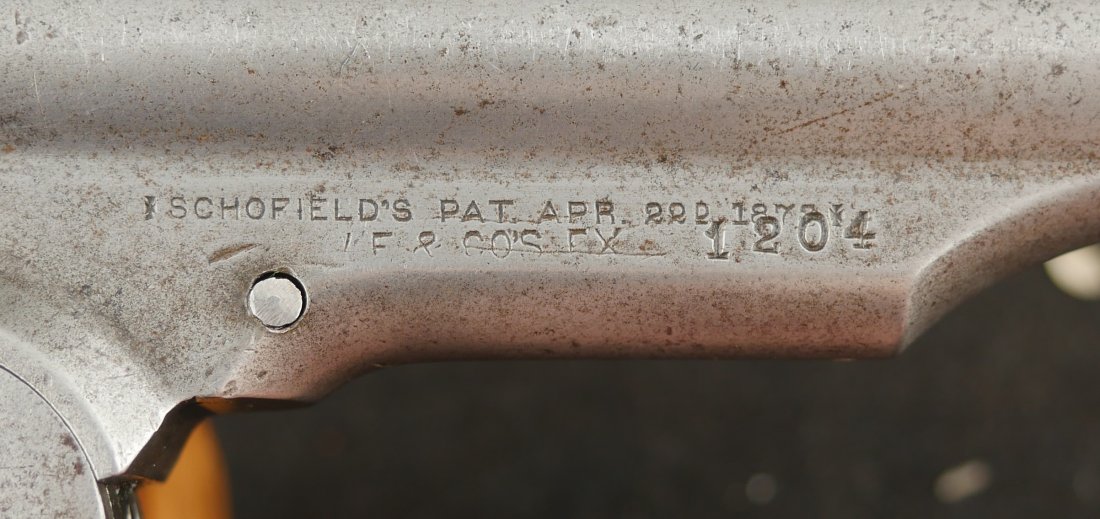 SCHOFIELD'S PAT. APR. 22D. 1873
F & CO'S EX 1204